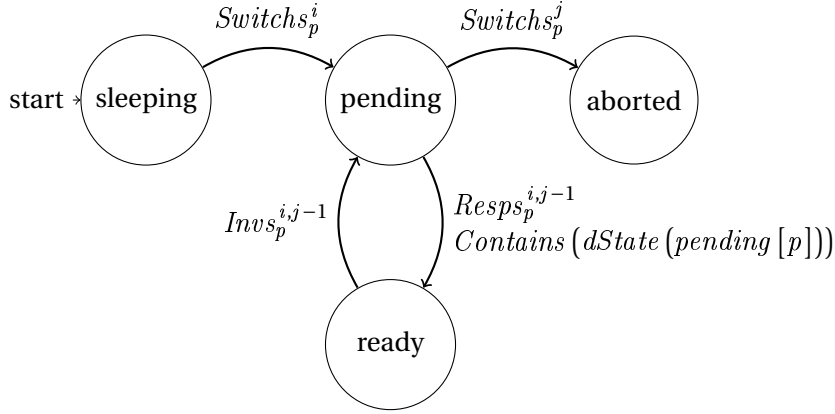 Switchs_p^i
Switchs_p^j
start
sleeping
pending
aborted
Invs_p^{i,j−1}
Resps_p^{i,j−1}
Contains (dState (pending [p]))
ready